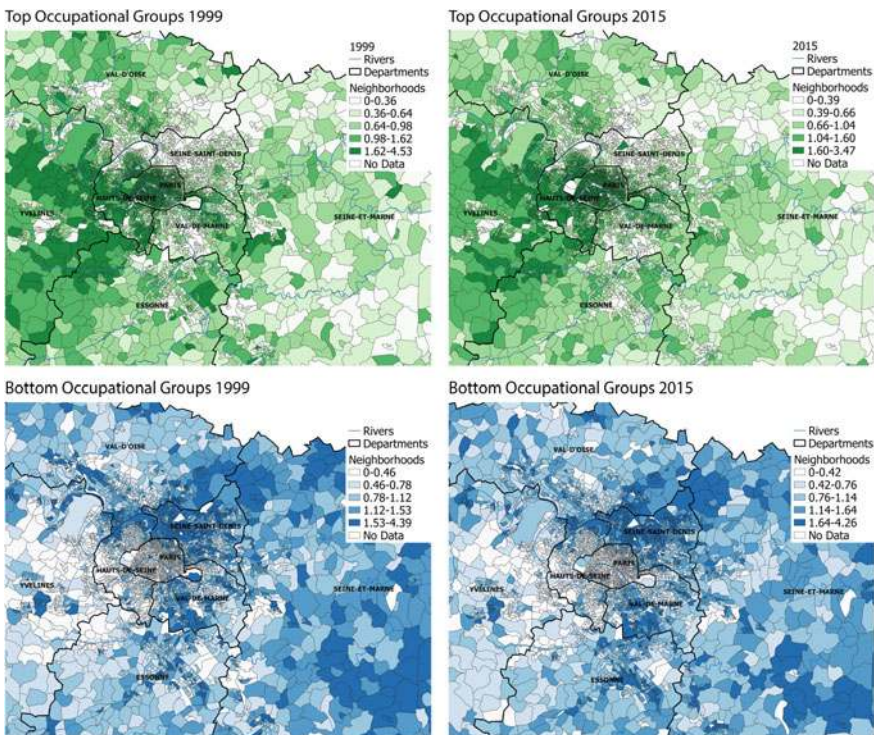 Top Occupational Groups 1999
1999
Rivers
Departments
Neighborhoods
0-0.36
0.36-0.64
0.64-0.98
0.98-1.62
1.62-4.53
No Data
VAL-D'OISE
SEINE-SAINT-DENIS
PARIS
HAUTS-DE-SEINE
YVELINES
VAL-DE-MARNE
SEINE-ET-MARNE
ESSONNE
Top Occupational Groups 2015
2015
Rivers
Departments
Neighborhoods
0-0.39
0.39-0.66
0.66-1.04
1.04-1.60
1.60-3.47
No Data
VAL-D'OISE
SEINE-SAINT-DENIS
PARIS
HAUTS-DE-SEINE
YVELINES
VAL-DE-MARNE
SEINE-ET-MARNE
ESSONNE
Bottom Occupational Groups 1999
Rivers
Departments
Neighborhoods
0-0.46
0.46-0.78
0.78-1.12
1.12-1.53
1.53-4.39
No Data
VAL-D'OISE
SEINE-SAINT-DENIS
PARIS
HAUTS-DE-SEINE
YVELINES
VAL-DE-MARNE
SEINE-ET-MARNE
ESSONNE
Bottom Occupational Groups 2015
Rivers
Departments
Neighborhoods
0-0.42
0.42-0.76
0.76-1.14
1.14-1.64
1.64-4.26
No Data
VAL-D'OISE
SEINE-SAINT-DENIS
PARIS
HAUTS-DE-SEINE
YVELINES
VAL-DE-MARNE
SEINE-ET-MARNE
ESSONNE